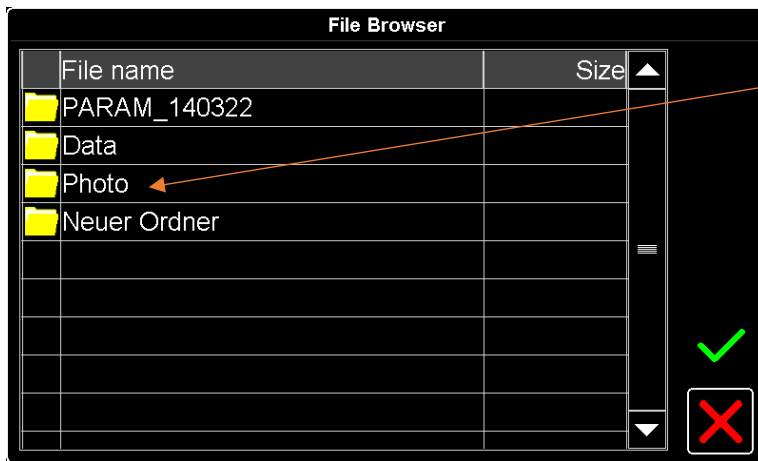 File Browser
File name Size
PARAM_140322
Data
Photo
Neuer Ordner